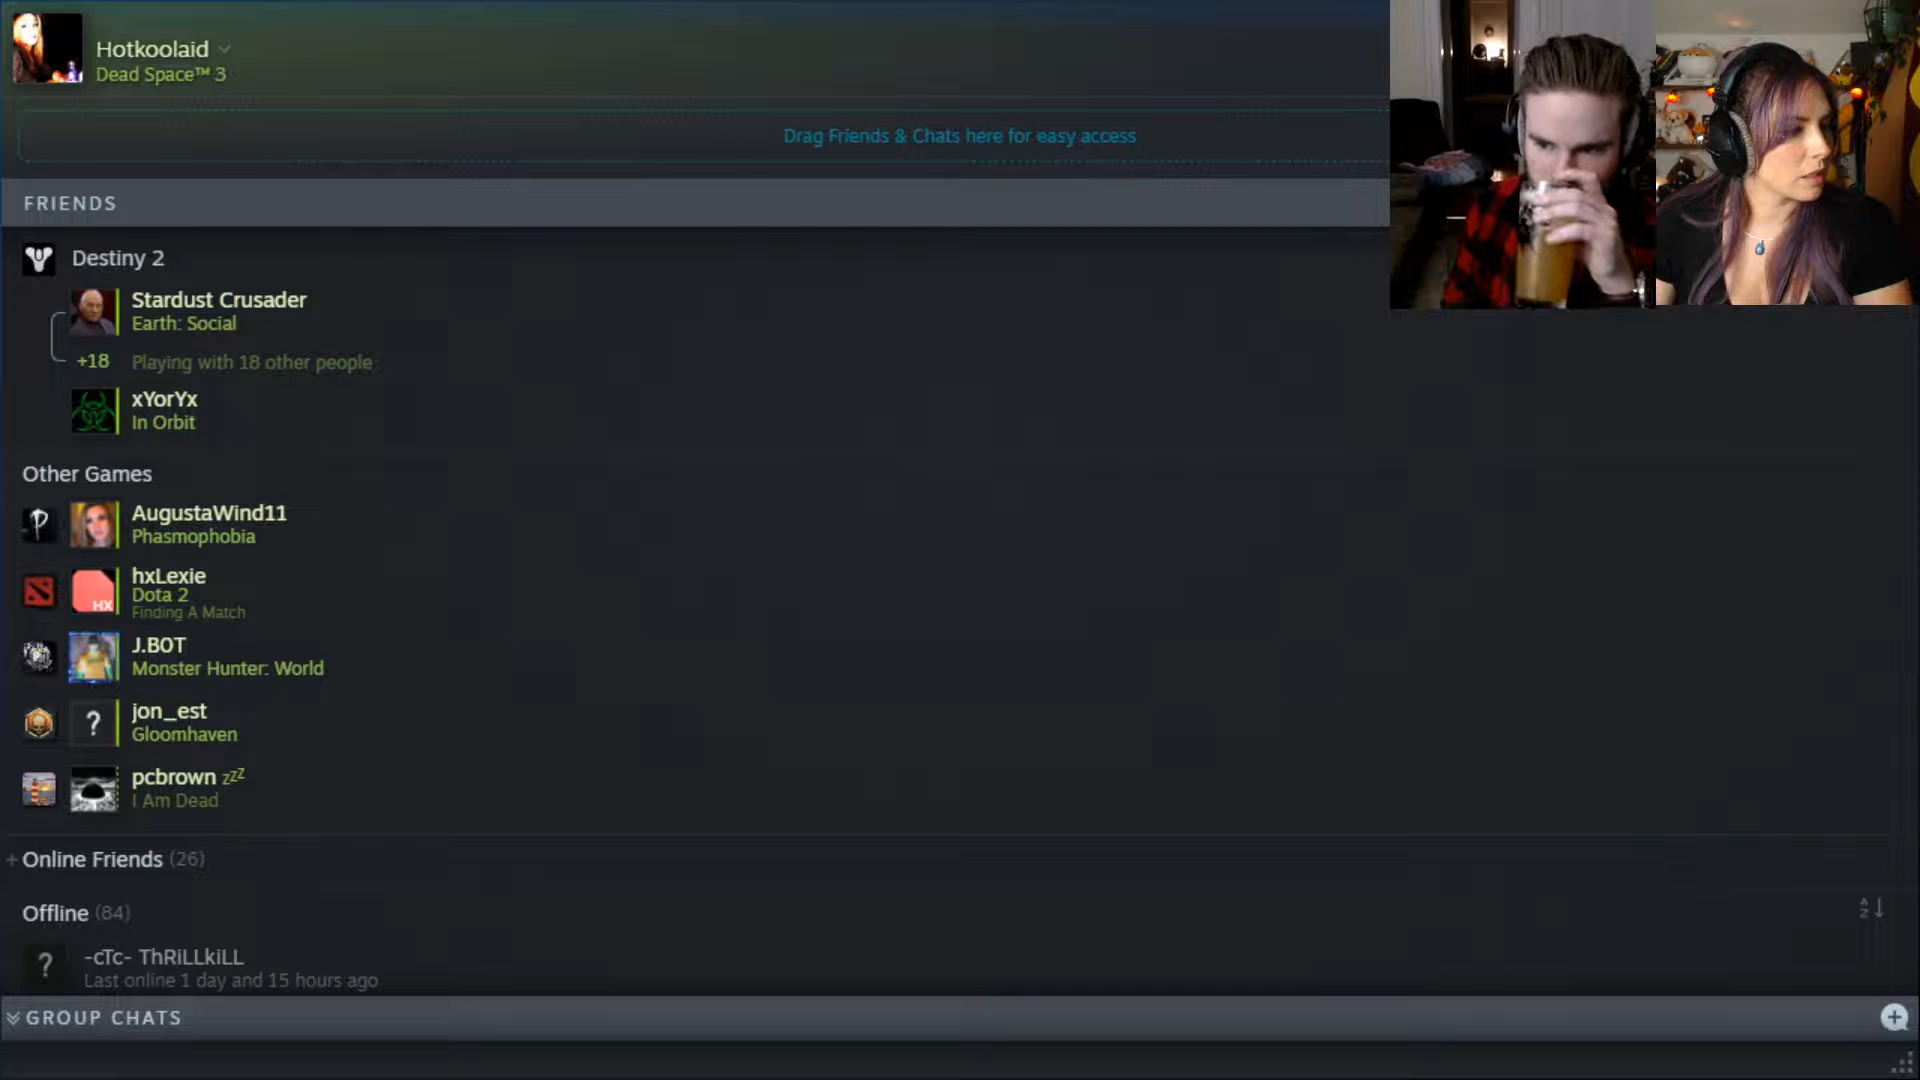 Hotkoolaid
Dead Space™ 3
Drag Friends & Chats here for easy access
FRIENDS
Destiny 2
Stardust Crusader
Earth: Social
+18 Playing with 18 other people
xYorYx
In Orbit
Other Games
AugustaWind11
Phasmophobia
hxLexie
Dota 2
Finding A Match
HX
J.BOT
Monster Hunter: World
? jon_est
Gloomhaven
pcbrown zzz
I Am Dead
+ Online Friends (26)
Offline (84)
AZ
? -cTc- ThRiLLkiLL
Last online 1 day and 15 hours ago
GROUP CHATS